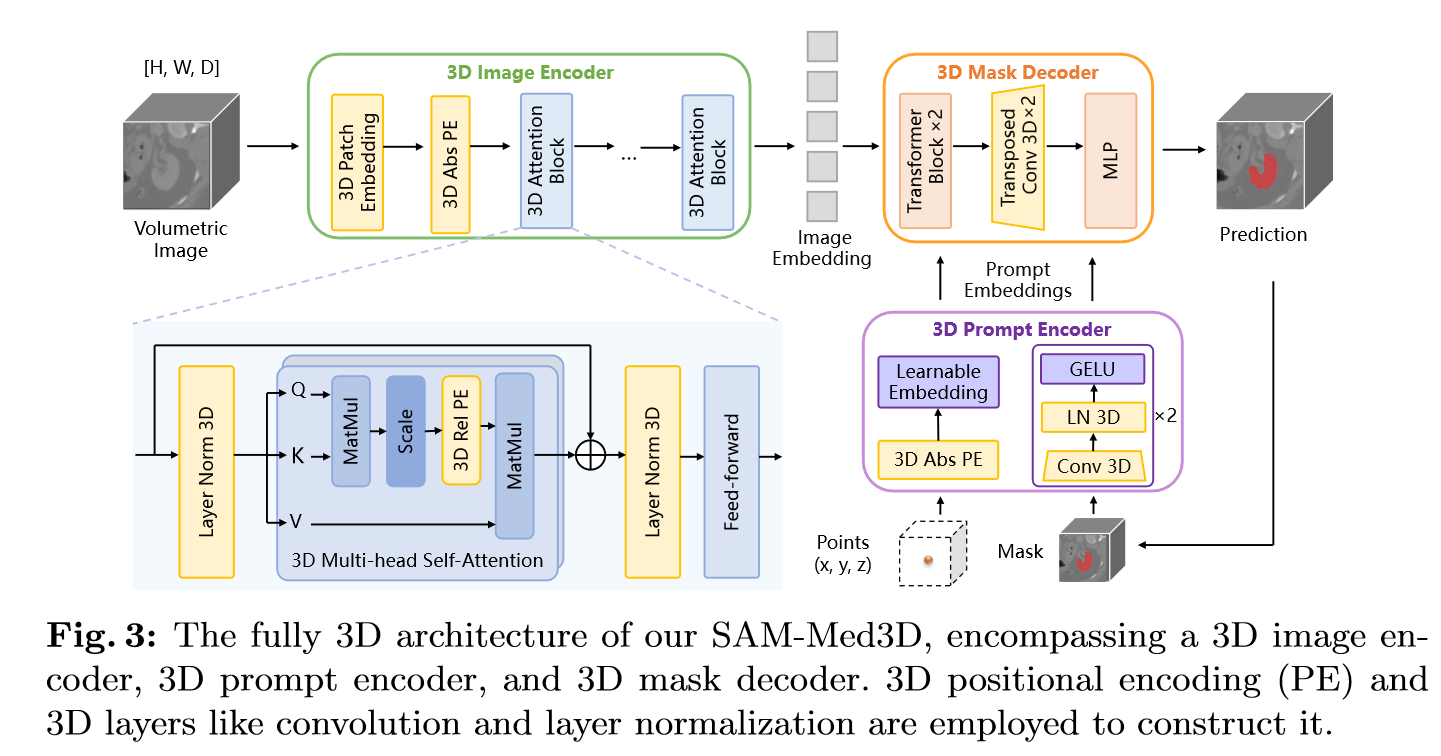 [H, W, D]
Volumetric
Image
3D Image Encoder
3D Patch
Embedding
3D Abs PE
3D Attention
Block
...
3D Attention
Block
Image
Embedding
3D Mask Decoder
Transformer
Block ×2
Transposed
Conv 3D×2
MLP
Prediction
Prompt
Embeddings
3D Prompt Encoder
Learnable
Embedding
3D Abs PE
GELU
LN 3D
×2
Conv 3D
Points
(x, y, z)
Mask
Layer Norm 3D
Q
K
V
MatMul
Scale
3D Rel PE
MatMul
3D Multi-head Self-Attention
Layer Norm 3D
Feed-forward
Fig. 3: The fully 3D architecture of our SAM-Med3D, encompassing a 3D image en-
coder, 3D prompt encoder, and 3D mask decoder. 3D positional encoding (PE) and
3D layers like convolution and layer normalization are employed to construct it.